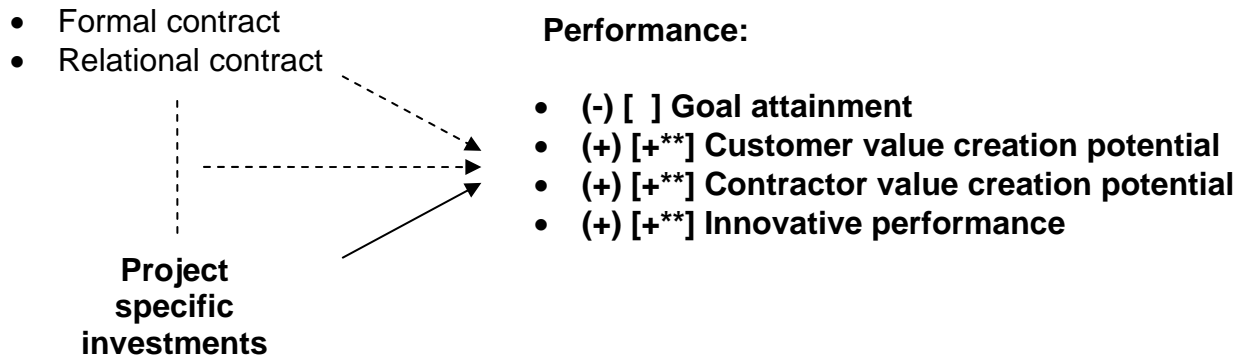 • Formal contract
• Relational contract
Performance:
• (-) [ ] Goal attainment
• (+) [+**] Customer value creation potential
• (+) [+**] Contractor value creation potential
• (+) [+**] Innovative performance
Project
specific
investments